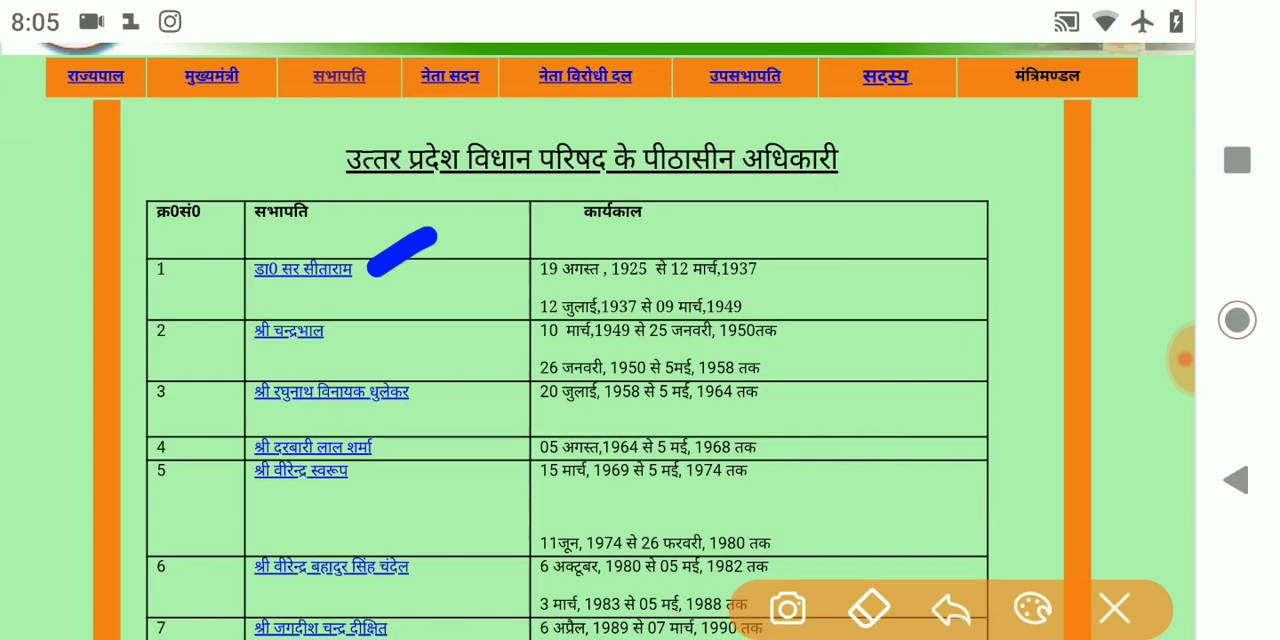 8:05
राज्यपाल मुख्यमंत्री सभापति नेता सदन नेता विरोधी दल उपसभापति सदस्य मंत्रिमण्डल
उत्तर प्रदेश विधान परिषद के पीठासीन अधिकारी
क्र0सं0 सभापति कार्यकाल
1 डा0 सर सीताराम 19 अगस्त , 1925 से 12 मार्च,1937
12 जुलाई,1937 से 09 मार्च,1949
2 श्री चन्द्रभाल 10 मार्च,1949 से 25 जनवरी, 1950तक
26 जनवरी, 1950 से 5मई, 1958 तक
3 श्री रघुनाथ विनायक धुलेकर 20 जुलाई, 1958 से 5 मई, 1964 तक
4 श्री दरबारी लाल शर्मा 05 अगस्त,1964 से 5 मई, 1968 तक
5 श्री वीरेन्द्र स्वरूप 15 मार्च, 1969 से 5 मई, 1974 तक
11जून, 1974 से 26 फरवरी, 1980 तक
6 श्री वीरेन्द्र बहादुर सिंह चंदेल 6 अक्टूबर, 1980 से 05 मई, 1982 तक
3 मार्च, 1983 से 05 मई, 1988 तक
7 श्री जगदीश चन्द्र दीक्षित 6 अप्रैल, 1989 से 07 मार्च, 1990 तक